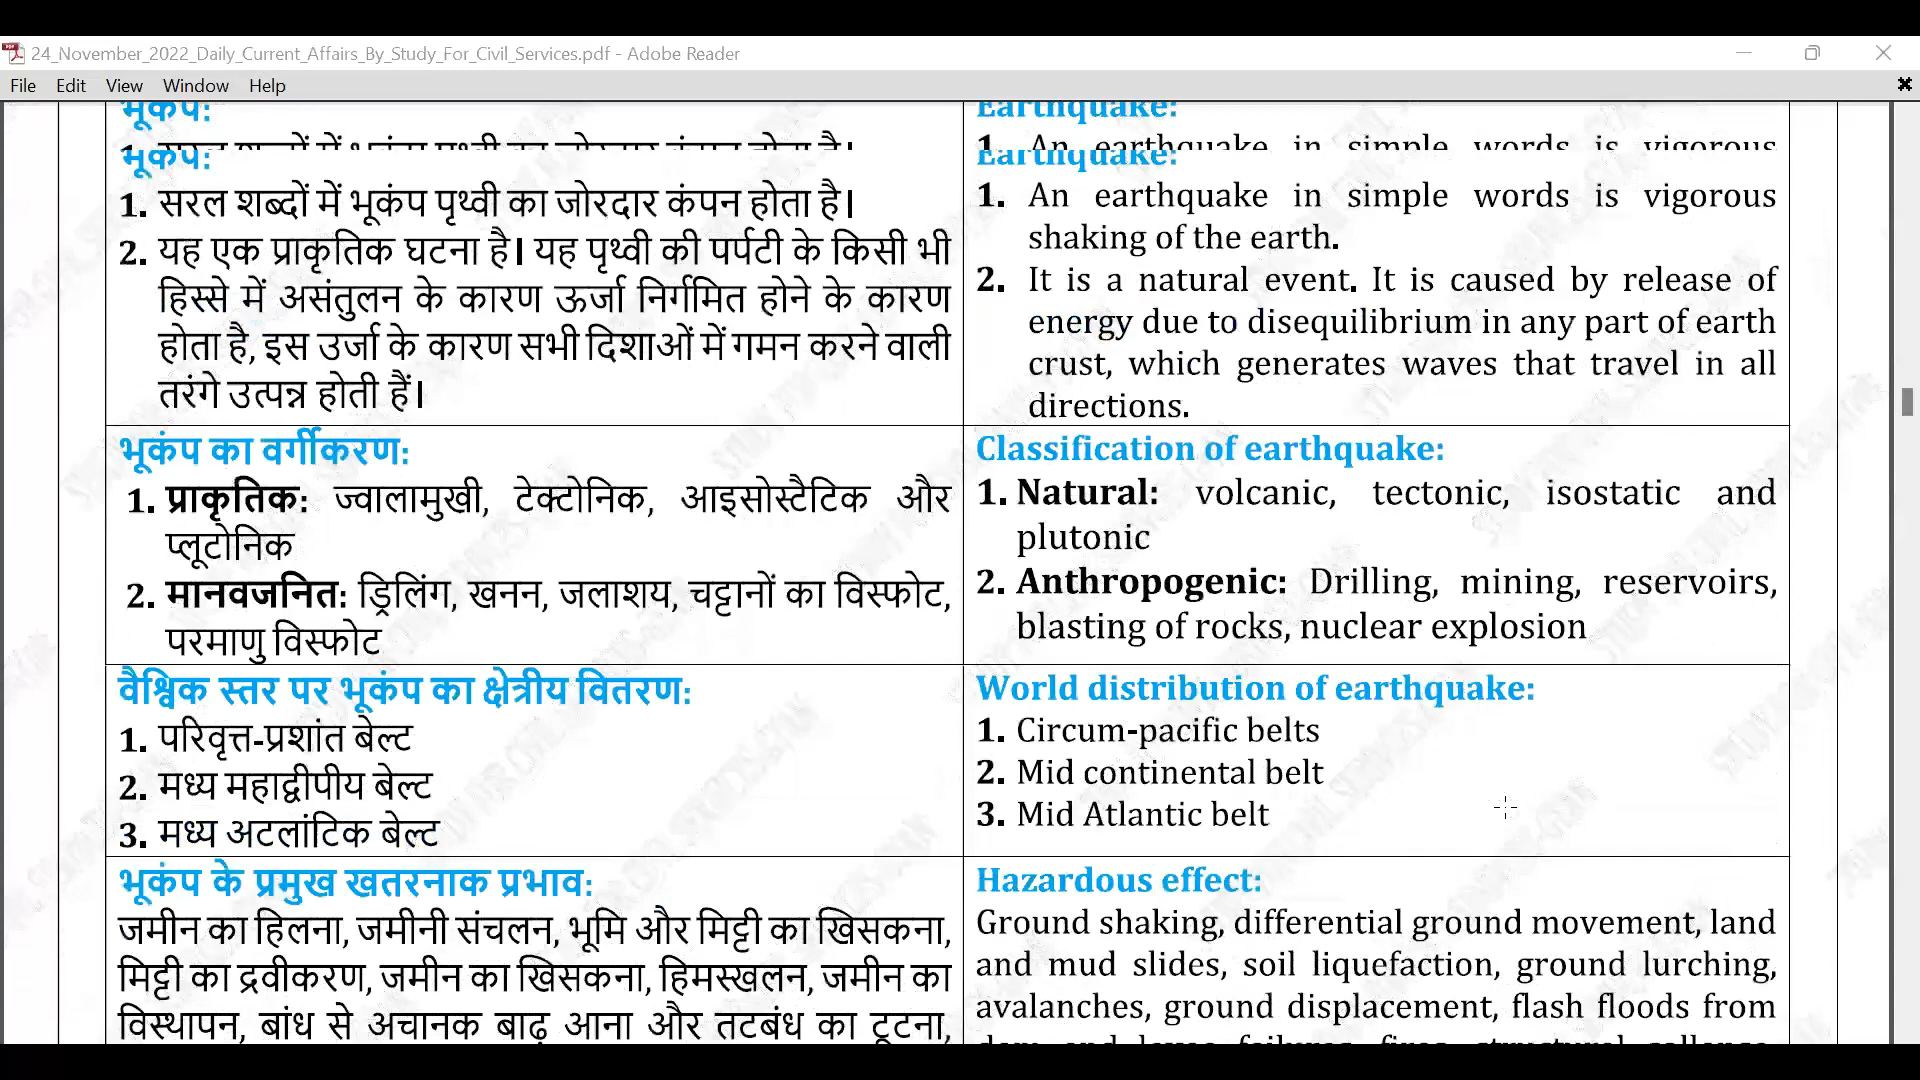 24_November_2022_Daily_Current_Affairs_By_Study_For_Civil_Services.pdf - Adobe Reader
File Edit View Window Help
भूकंप:
भूकंप:
1. सरल शब्दों में भूकंप पृथ्वी का जोरदार कंपन होता है।
2. यह एक प्राकृतिक घटना है। यह पृथ्वी की पर्पटी के किसी भी
हिस्से में असंतुलन के कारण ऊर्जा निर्गमित होने के कारण
होता है, इस उर्जा के कारण सभी दिशाओं में गमन करने वाली
तरंगे उत्पन्न होती हैं।
Earthquake:
1. An earthquake in simple words is vigorous
Earthquake:
1. An earthquake in simple words is vigorous
shaking of the earth.
2. It is a natural event. It is caused by release of
energy due to disequilibrium in any part of earth
crust, which generates waves that travel in all
directions.
भूकंप का वर्गीकरण:
1. प्राकृतिक: ज्वालामुखी, टेक्टोनिक, आइसोस्टैटिक और
प्लूटोनिक
2. मानवजनित: ड्रिलिंग, खनन, जलाशय, चट्टानों का विस्फोट,
परमाणु विस्फोट
Classification of earthquake:
1. Natural: volcanic, tectonic, isostatic and
plutonic
2. Anthropogenic: Drilling, mining, reservoirs,
blasting of rocks, nuclear explosion
वैश्विक स्तर पर भूकंप का क्षेत्रीय वितरण:
1. परिवृत्त-प्रशांत बेल्ट
2. मध्य महाद्वीपीय बेल्ट
3. मध्य अटलांटिक बेल्ट
World distribution of earthquake:
1. Circum-pacific belts
2. Mid continental belt
3. Mid Atlantic belt
भूकंप के प्रमुख खतरनाक प्रभाव:
जमीन का हिलना, जमीनी संचलन, भूमि और मिट्टी का खिसकना,
मिट्टी का द्रवीकरण, जमीन का खिसकना, हिमस्खलन, जमीन का
विस्थापन, बांध से अचानक बाढ़ आना और तटबंध का टूटना,
Hazardous effect:
Ground shaking, differential ground movement, land
and mud slides, soil liquefaction, ground lurching,
avalanches, ground displacement, flash floods from